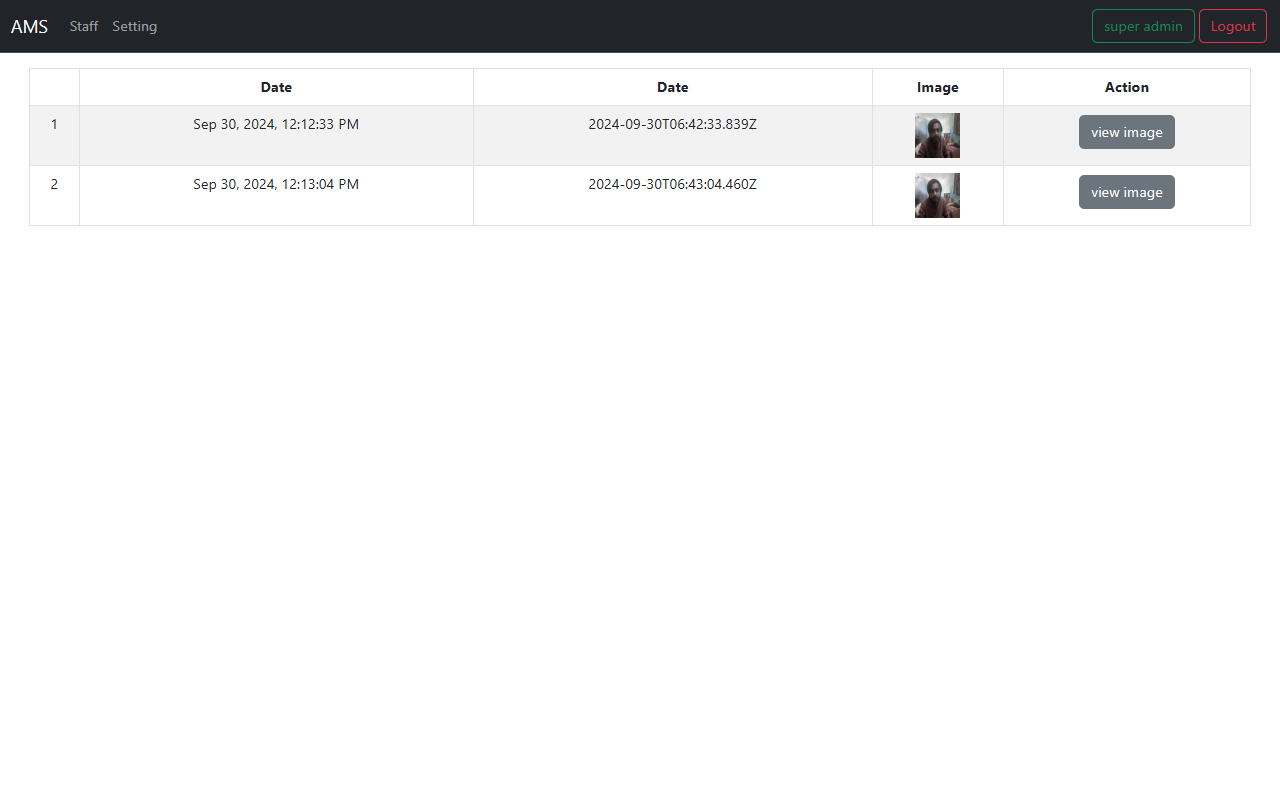 AMS Staff Setting super admin Logout
Date Date Image Action
1 Sep 30, 2024, 12:12:33 PM 2024-09-30T06:42:33.839Z view image
2 Sep 30, 2024, 12:13:04 PM 2024-09-30T06:43:04.460Z view image